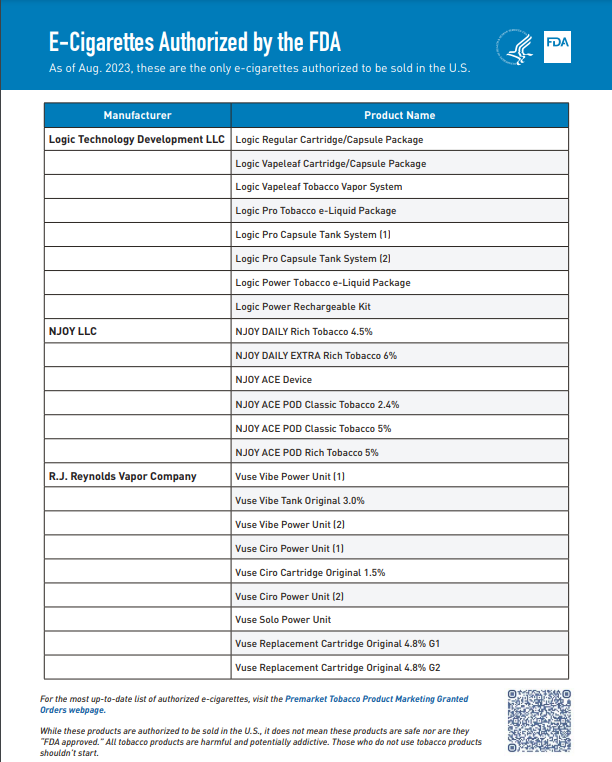 E-Cigarettes Authorized by the FDA
As of Aug. 2023, these are the only e-cigarettes authorized to be sold in the U.S.
FDA
Manufacturer Product Name
Logic Technology Development LLC Logic Regular Cartridge/Capsule Package
Logic Vapeleaf Cartridge/Capsule Package
Logic Vapeleaf Tobacco Vapor System
Logic Pro Tobacco e-Liquid Package
Logic Pro Capsule Tank System (1)
Logic Pro Capsule Tank System (2)
Logic Power Tobacco e-Liquid Package
Logic Power Rechargeable Kit
NJOY LLC NJOY DAILY Rich Tobacco 4.5%
NJOY DAILY EXTRA Rich Tobacco 6%
NJOY ACE Device
NJOY ACE POD Classic Tobacco 2.4%
NJOY ACE POD Classic Tobacco 5%
NJOY ACE POD Rich Tobacco 5%
R.J. Reynolds Vapor Company Vuse Vibe Power Unit (1)
Vuse Vibe Tank Original 3.0%
Vuse Vibe Power Unit (2)
Vuse Ciro Power Unit (1)
Vuse Ciro Cartridge Original 1.5%
Vuse Ciro Power Unit (2)
Vuse Solo Power Unit
Vuse Replacement Cartridge Original 4.8% G1
Vuse Replacement Cartridge Original 4.8% G2
For the most up-to-date list of authorized e-cigarettes, visit the Premarket Tobacco Product Marketing Granted
Orders webpage.
While these products are authorized to be sold in the U.S., it does not mean these products are safe nor are they
"FDA approved." All tobacco products are harmful and potentially addictive. Those who do not use tobacco products
shouldn't start.